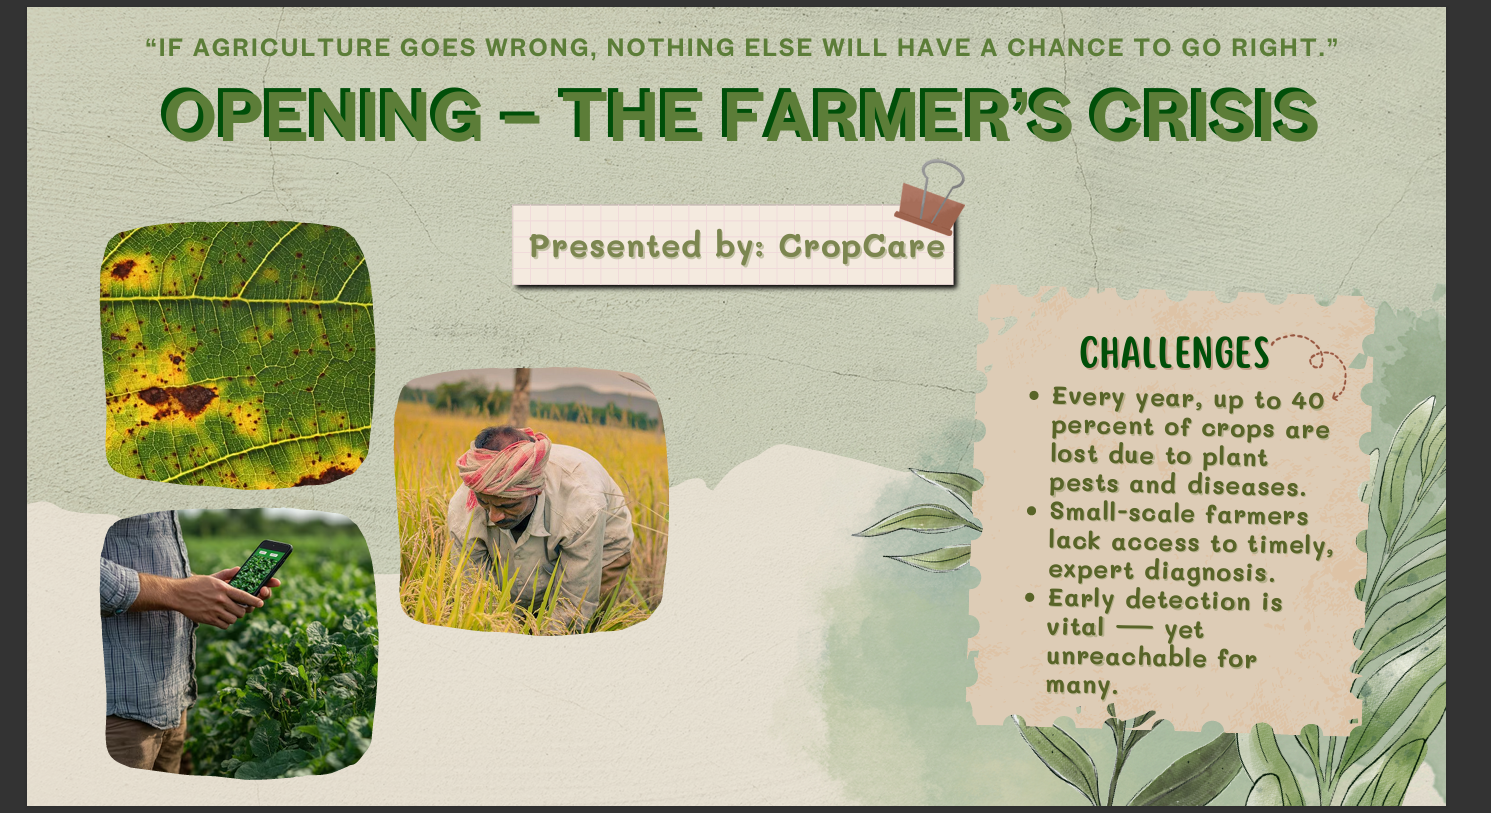 “IF AGRICULTURE GOES WRONG, NOTHING ELSE WILL HAVE A CHANCE TO GO RIGHT.”
OPENING – THE FARMER’S CRISIS
Presented by: CropCare
CHALLENGES
• Every year, up to 40
percent of crops are
lost due to plant
pests and diseases.
• Small-scale farmers
lack access to timely,
expert diagnosis.
• Early detection is
vital — yet
unreachable for
many.